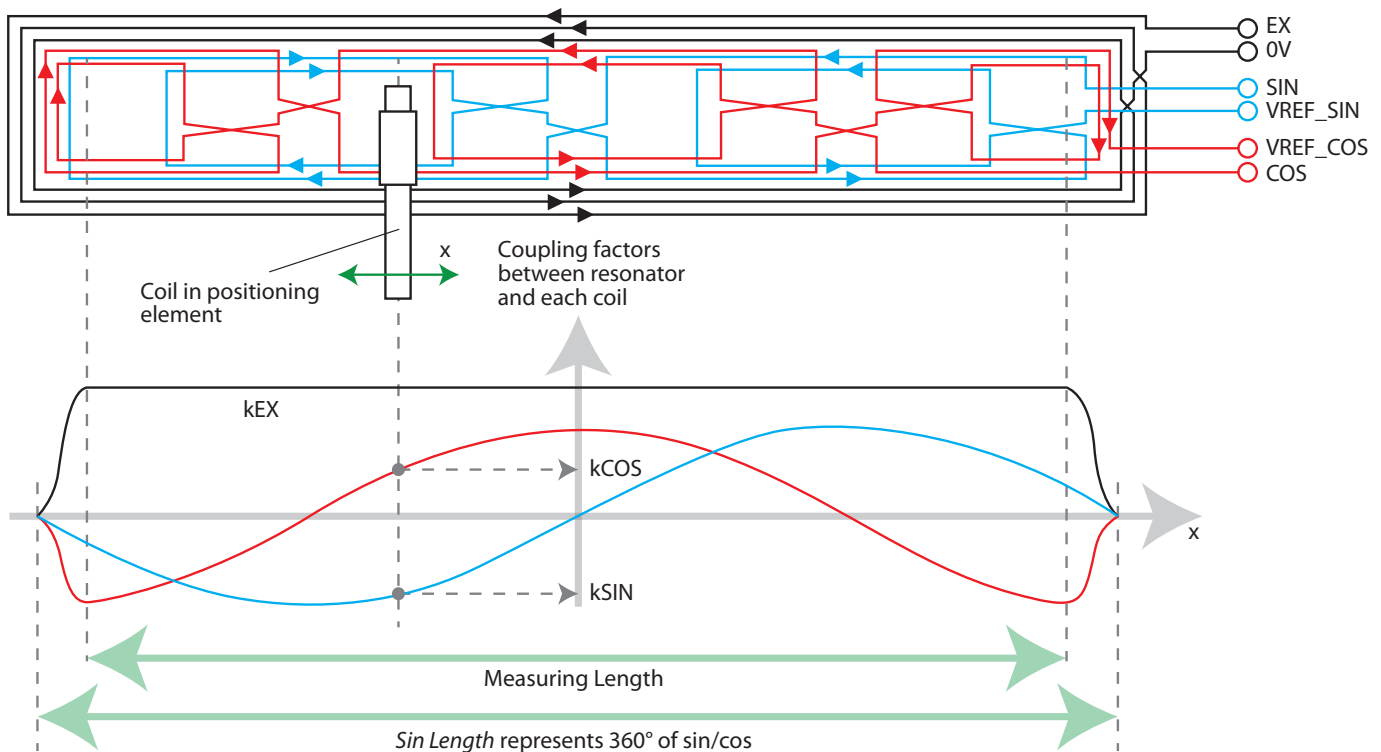 EX
0V
SIN
VREF_SIN
VREF_COS
COS
x
Coupling factors
between resonator
and each coil
Coil in positioning
element
kEX
kCOS
x
kSIN
Measuring Length
Sin Length represents 360° of sin/cos